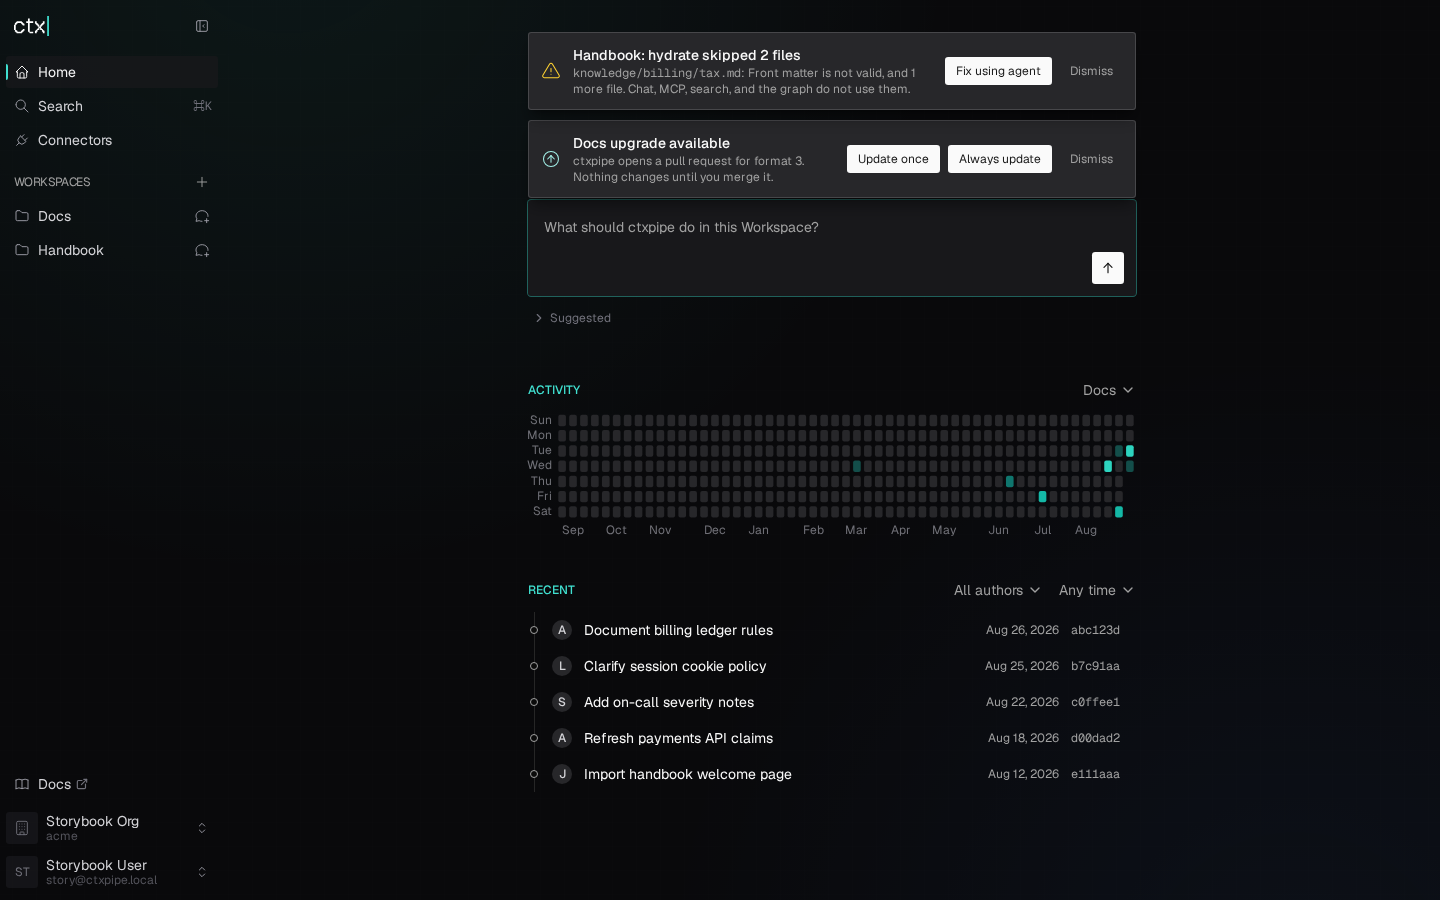 ctx
Home
Search ⌘K
Connectors
WORKSPACES
Docs
Handbook
Docs
Storybook Org
acme
ST
Storybook User
story@ctxpipe.local
Handbook: hydrate skipped 2 files
knowledge/billing/tax.md: Front matter is not valid, and 1
more file. Chat, MCP, search, and the graph do not use them.
Fix using agent
Dismiss
Docs upgrade available
ctxpipe opens a pull request for format 3.
Nothing changes until you merge it.
Update once
Always update
Dismiss
What should ctxpipe do in this Workspace?
Suggested
ACTIVITY
Docs
Sun
Mon
Tue
Wed
Thu
Fri
Sat
Sep Oct Nov Dec Jan Feb Mar Apr May Jun Jul Aug
RECENT
All authors
Any time
A Document billing ledger rules Aug 26, 2026 abc123d
L Clarify session cookie policy Aug 25, 2026 b7c91aa
S Add on-call severity notes Aug 22, 2026 c0ffee1
A Refresh payments API claims Aug 18, 2026 d00dad2
J Import handbook welcome page Aug 12, 2026 e111aaa